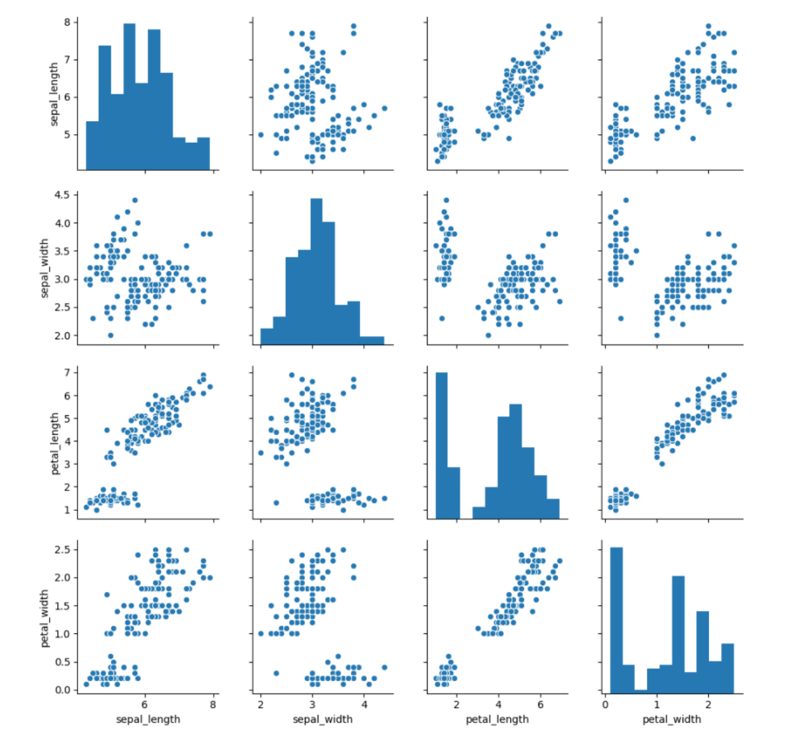 8
7
6
5
sepal_length
4.5
4.0
3.5
3.0
2.5
2.0
sepal_width
7
6
5
4
3
2
1
petal_length
2.5
2.0
1.5
1.0
0.5
0.0
petal_width
6 8
sepal_length
2 3 4
sepal_width
2 4 6
petal_length
0 1 2
petal_width